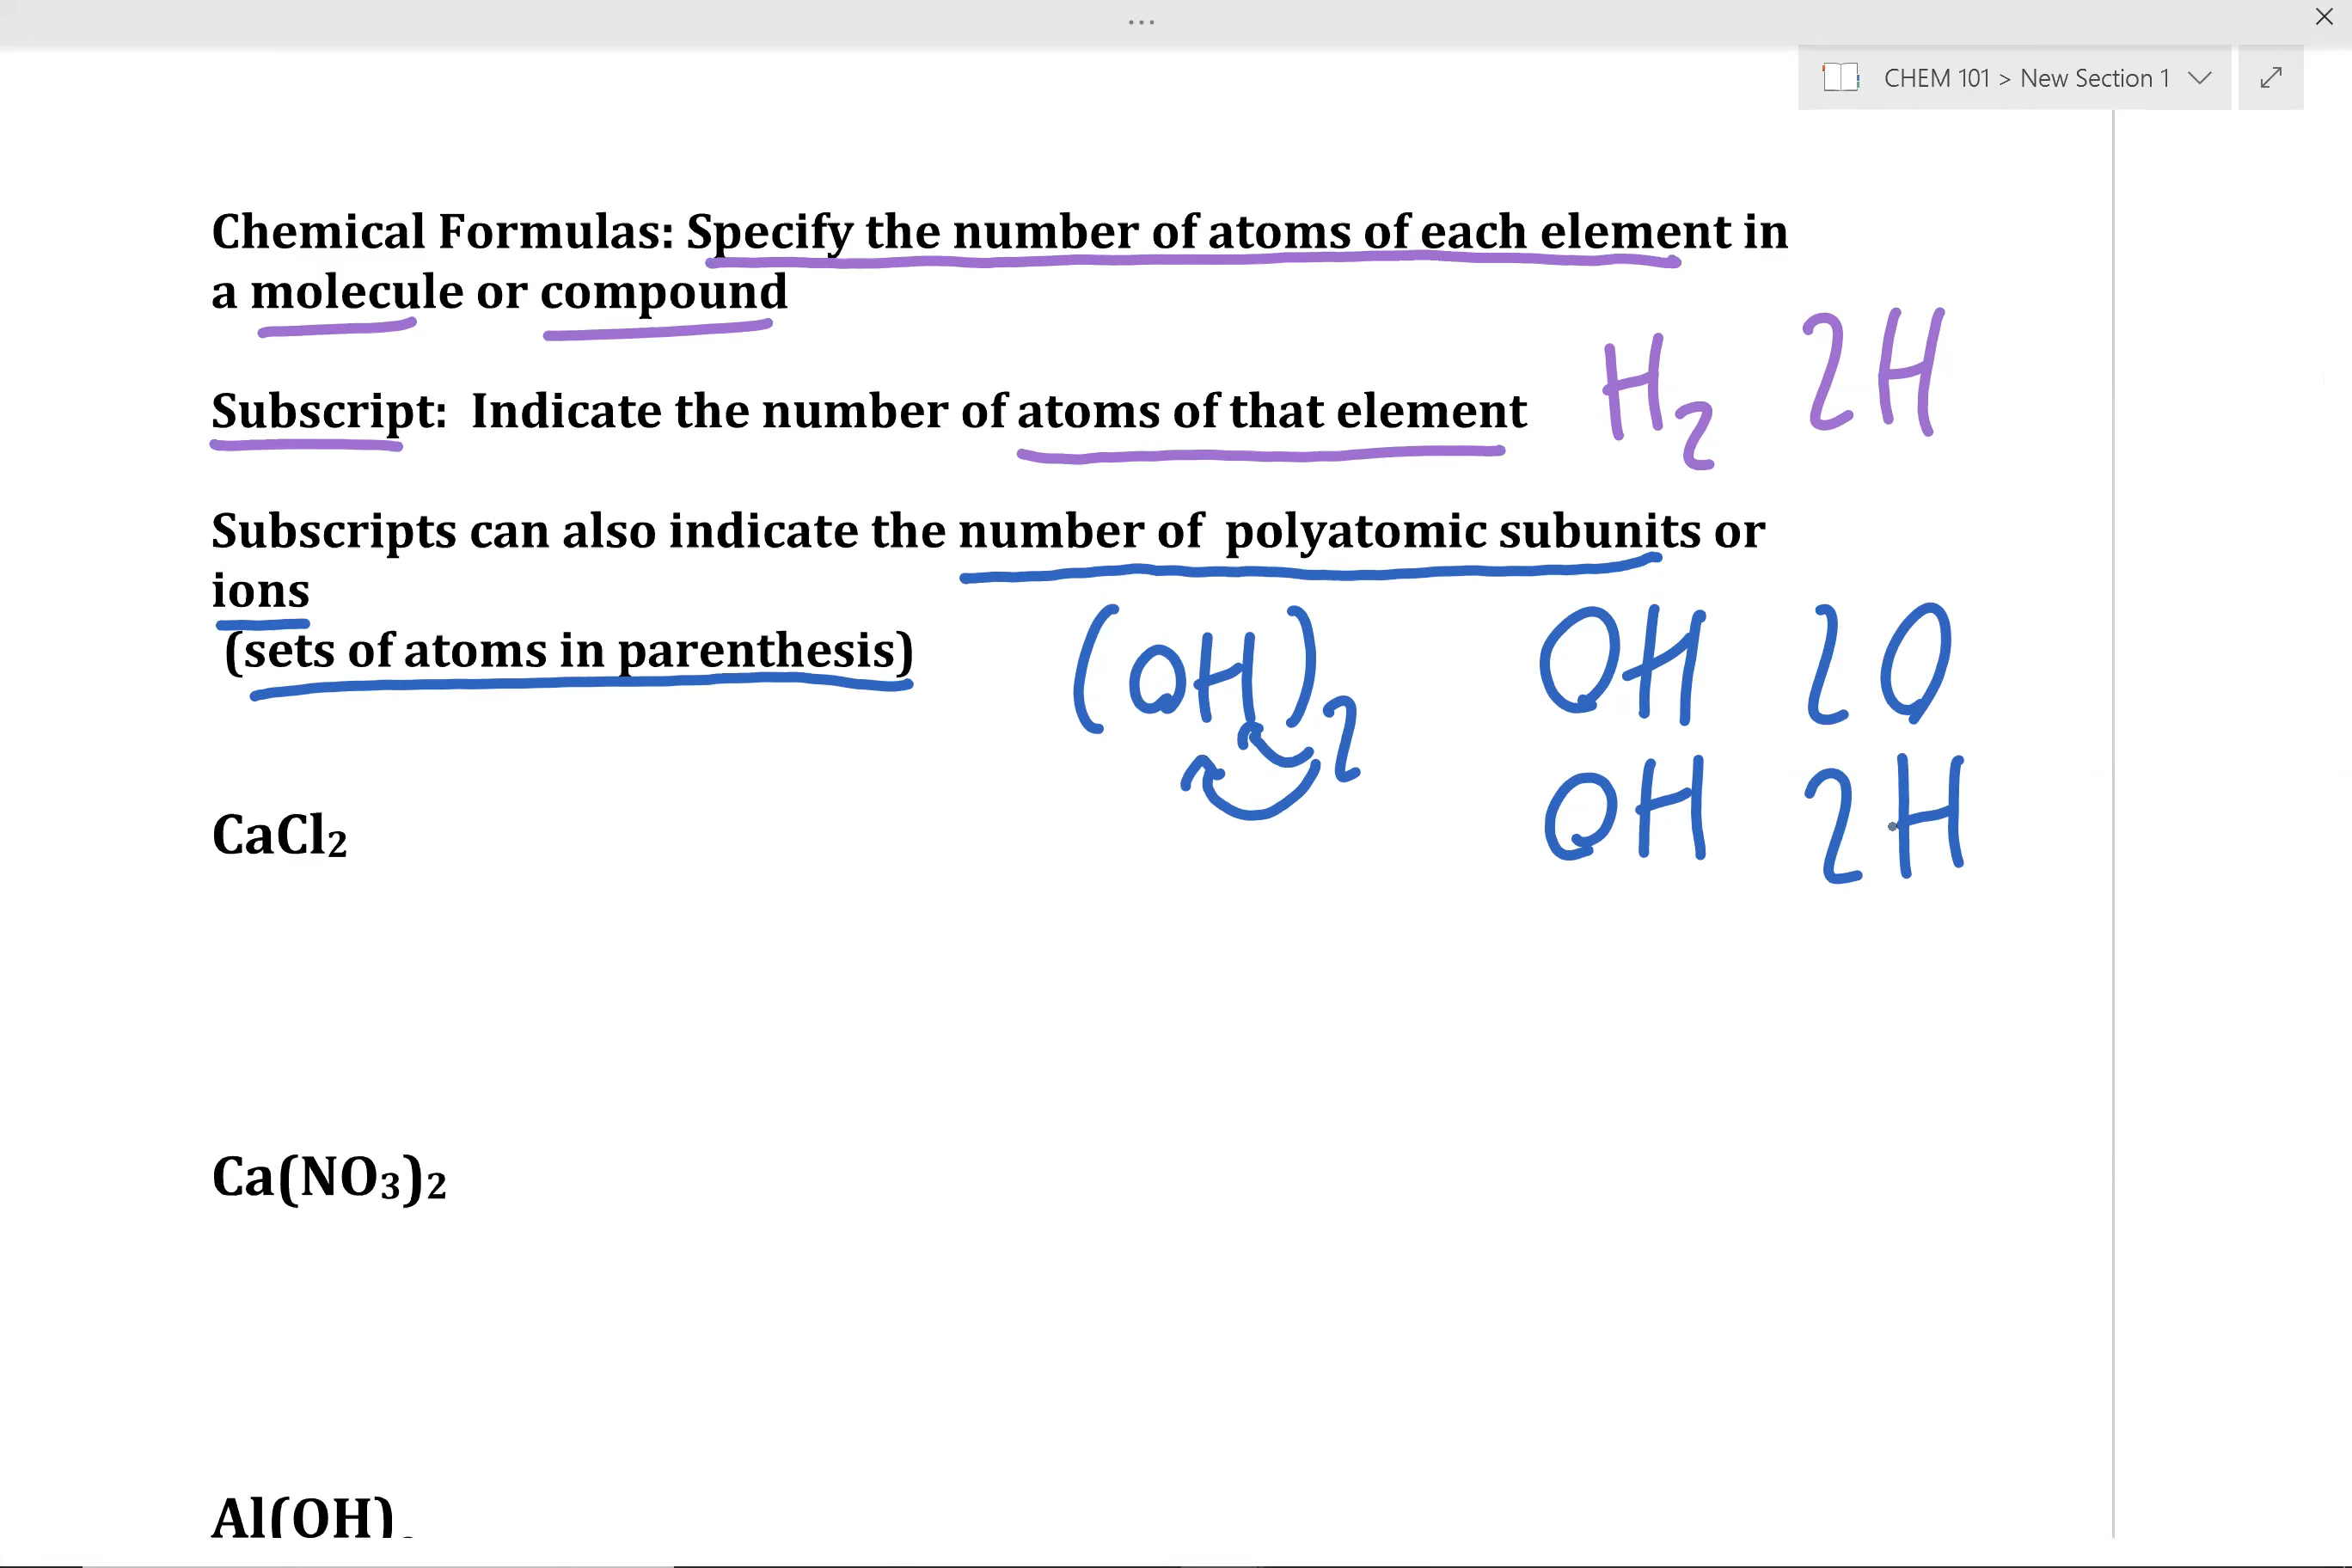 CHEM 101 > New Section 1
Chemical Formulas: Specify the number of atoms of each element in
a molecule or compound
H₂ 2H
Subscript: Indicate the number of atoms of that element
Subscripts can also indicate the number of polyatomic subunits or
ions
(sets of atoms in parenthesis)
(OH)₂ OH 2O
OH 2H
CaCl₂
Ca(NO₃)₂
Al(OH)